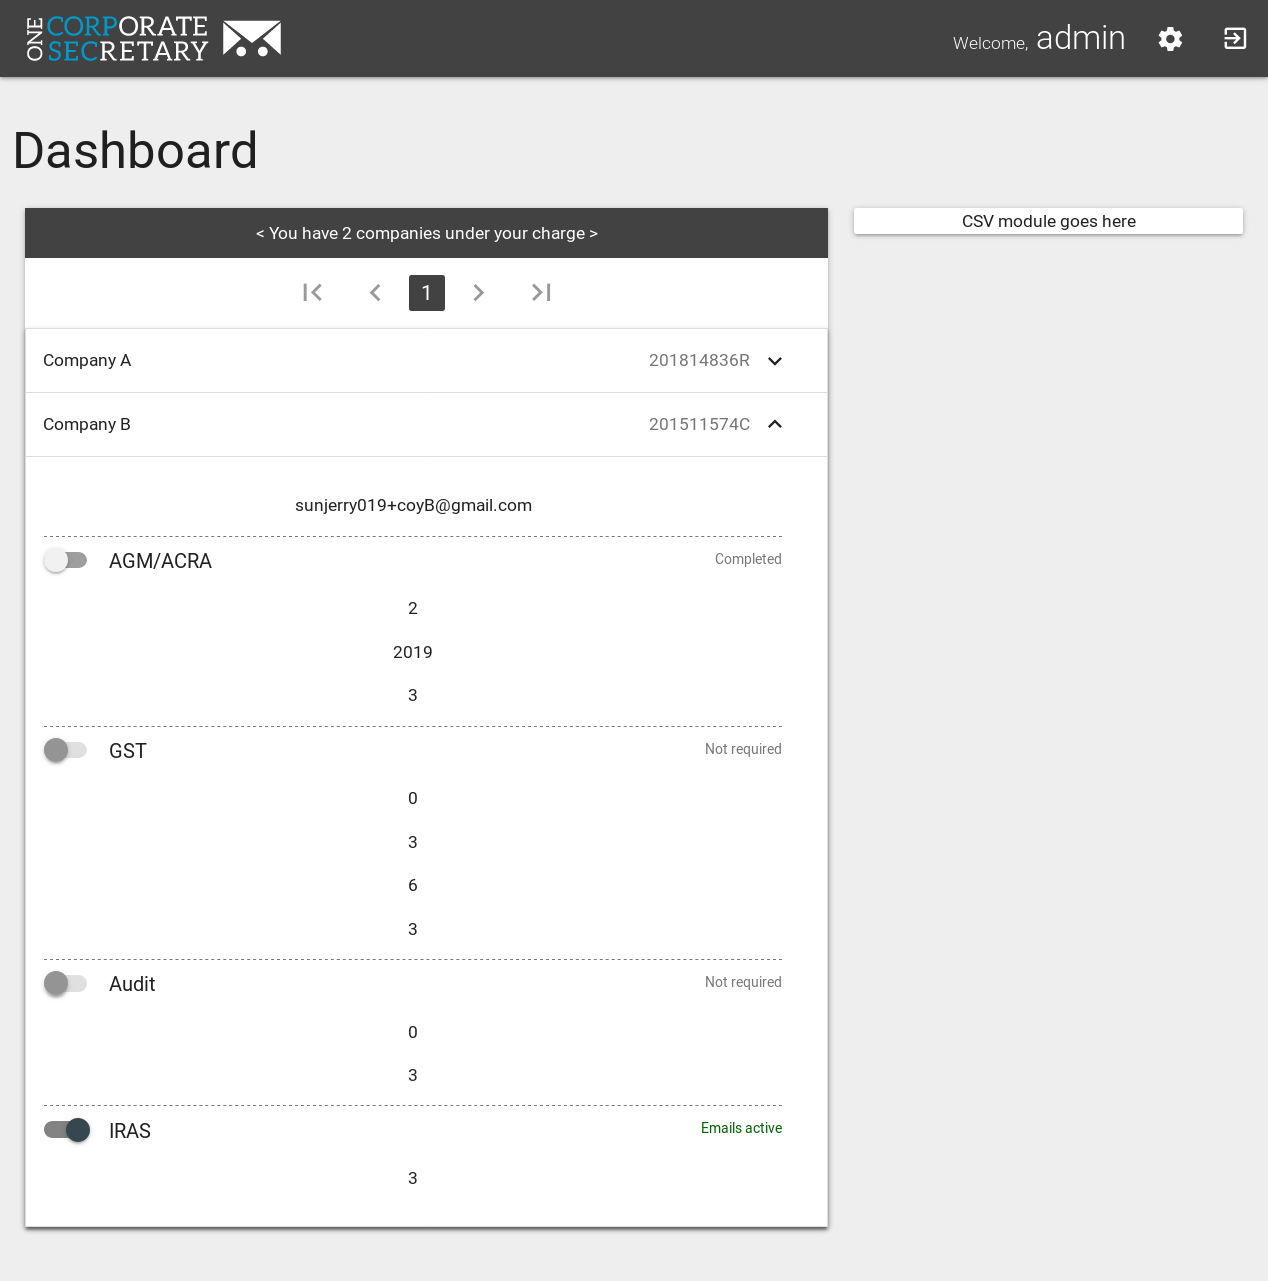 ONE CORPORATE SECRETARY
Welcome, admin
Dashboard
< You have 2 companies under your charge >
CSV module goes here
1
Company A 201814836R
Company B 201511574C
sunjerry019+coyB@gmail.com
AGM/ACRA Completed
2
2019
3
GST Not required
0
3
6
3
Audit Not required
0
3
IRAS Emails active
3